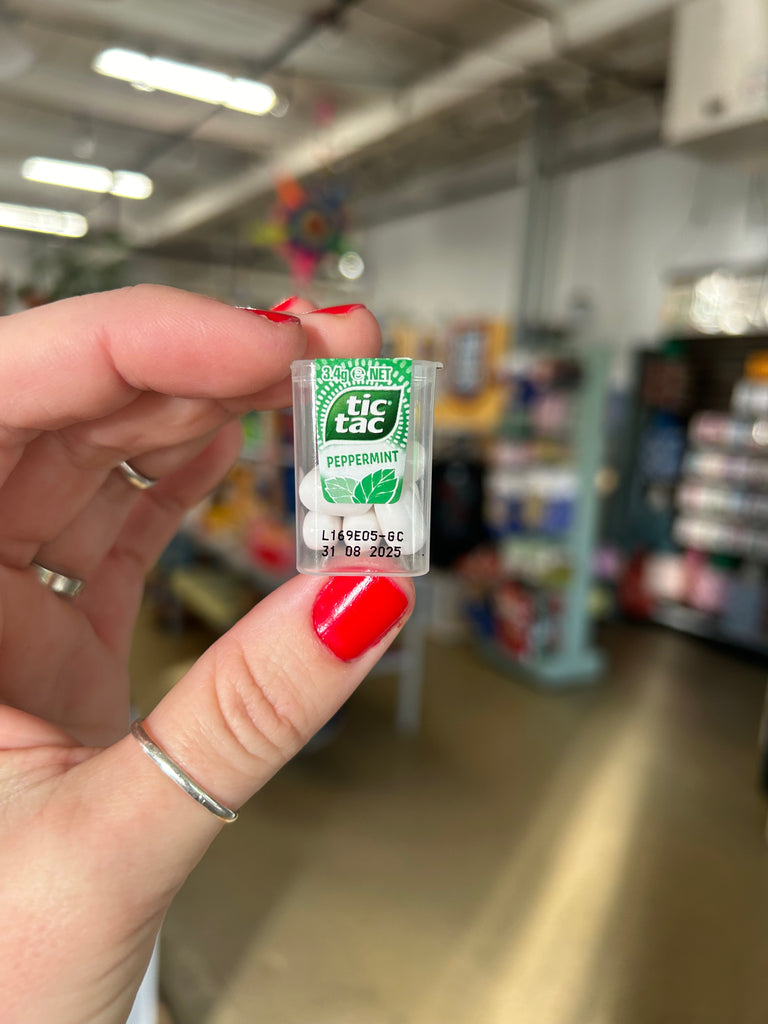 3.4g ℮ NET
tic
tac
PEPPERMINT
L169E05-GC
31 08 2025